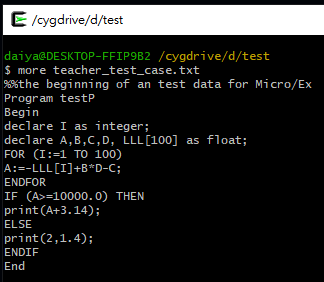 /cygdrive/d/test
daiya@DESKTOP-FFIP9B2 /cygdrive/d/test
$ more teacher_test_case.txt
%%the beginning of an test data for Micro/Ex
Program testP
Begin
declare I as integer;
declare A,B,C,D, LLL[100] as float;
FOR (I:=1 TO 100)
A:=-LLL[I]+B*D-C;
ENDFOR
IF (A>=10000.0) THEN
print(A+3.14);
ELSE
print(2,1.4);
ENDIF
End